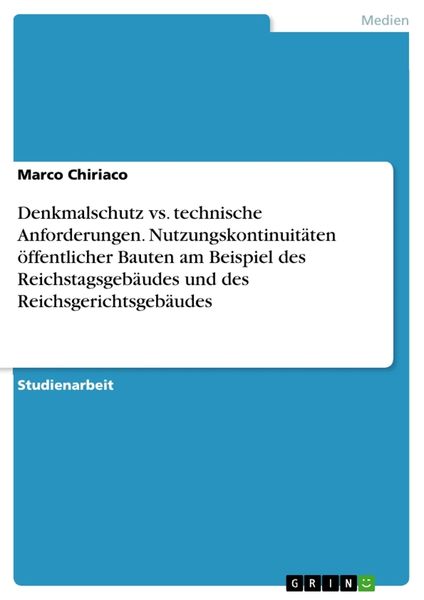 Medien
Marco Chiriaco
Denkmalschutz vs. technische
Anforderungen. Nutzungskontinuitäten
öffentlicher Bauten am Beispiel des
Reichstagsgebäudes und des
Reichsgerichtsgebäudes
Studienarbeit
GRIN